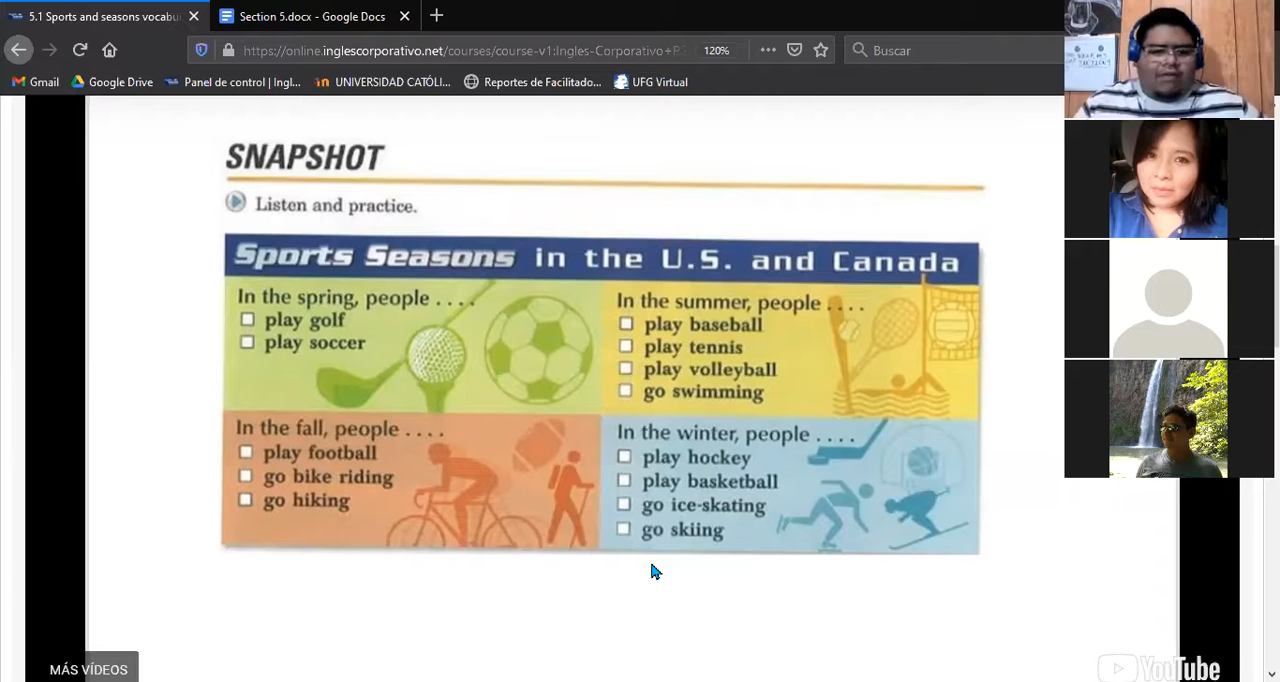 5.1 Sports and seasons vocabu
Section 5.docx - Google Docs
https://online.inglescorporativo.net/courses/course-v1:Ingles-Corporativo+P
120%
Buscar
Gmail
Google Drive
Panel de control | Ingl...
UNIVERSIDAD CATÓLI...
Reportes de Facilitado...
UFG Virtual
SNAPSHOT
Listen and practice.
Sports Seasons in the U.S. and Canada
In the spring, people . . . .
play golf
play soccer
In the summer, people . . . .
play baseball
play tennis
play volleyball
go swimming
In the fall, people . . . .
play football
go bike riding
go hiking
In the winter, people . . . .
play hockey
play basketball
go ice-skating
go skiing
MÁS VÍDEOS
YouTube